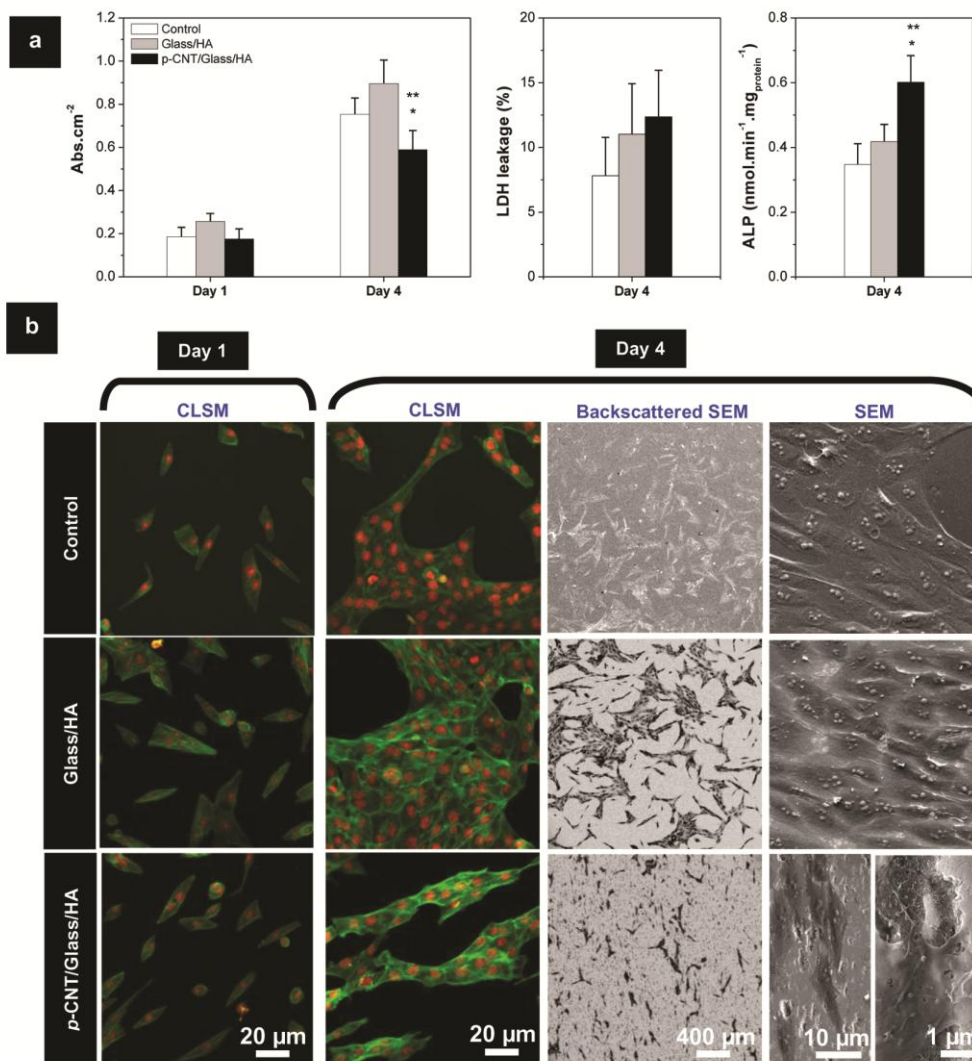 a
1.2
1.0
0.8
0.6
0.4
0.2
0.0
Abs.cm-2
Control
Glass/HA
p-CNT/Glass/HA
**
*
Day 1
Day 4
20
15
10
5
0
LDH leakage (%)
Day 4
0.8
0.6
0.4
0.2
0.0
ALP (nmol.min-1.mgprotein-1)
**
*
Day 4
b
Day 1
Day 4
CLSM
CLSM
Backscattered SEM
SEM
Control
Glass/HA
p-CNT/Glass/HA
20 µm
20 µm
400 µm
10 µm
1 µm